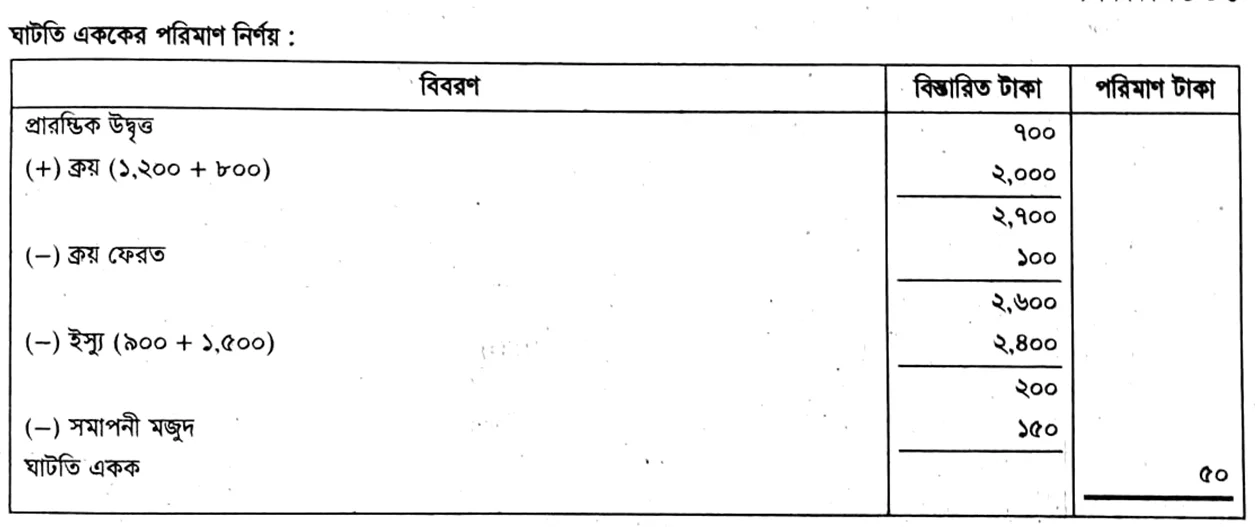 ঘাটতি এককের পরিমাণ নির্ণয় :
বিবরণ বিস্তারিত টাকা পরিমাণ টাকা
প্রারম্ভিক উদ্বৃত্ত ৭০০
(+) ক্রয় (১,২০০ + ৮০০) ২,০০০
২,৭০০
(−) ক্রয় ফেরত ১০০
২,৬০০
(−) ইস্যু (৯০০ + ১,৫০০) ২,৪০০
২০০
(−) সমাপনী মজুদ ১৫০
ঘাটতি একক ৫০